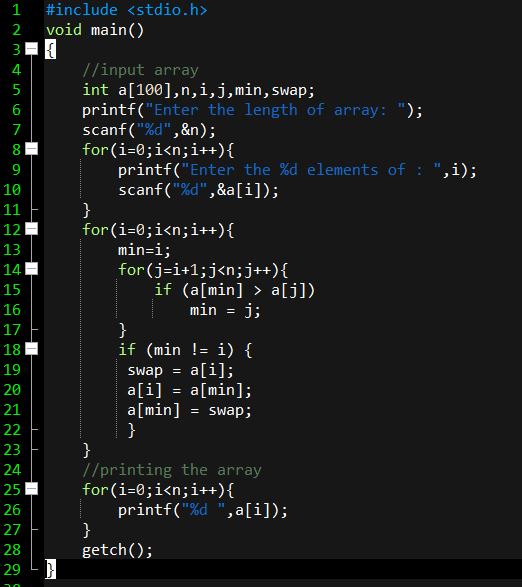 1 #include <stdio.h>
2 void main()
3 {
4 //input array
5 int a[100],n,i,j,min,swap;
6 printf("Enter the length of array: ");
7 scanf("%d",&n);
8 for(i=0;i<n;i++){
9 printf("Enter the %d elements of : ",i);
10 scanf("%d",&a[i]);
11 }
12 for(i=0;i<n;i++){
13 min=i;
14 for(j=i+1;j<n;j++){
15 if (a[min] > a[j])
16 min = j;
17 }
18 if (min != i) {
19 swap = a[i];
20 a[i] = a[min];
21 a[min] = swap;
22 }
23 }
24 //printing the array
25 for(i=0;i<n;i++){
26 printf("%d ",a[i]);
27 }
28 getch();
29 }